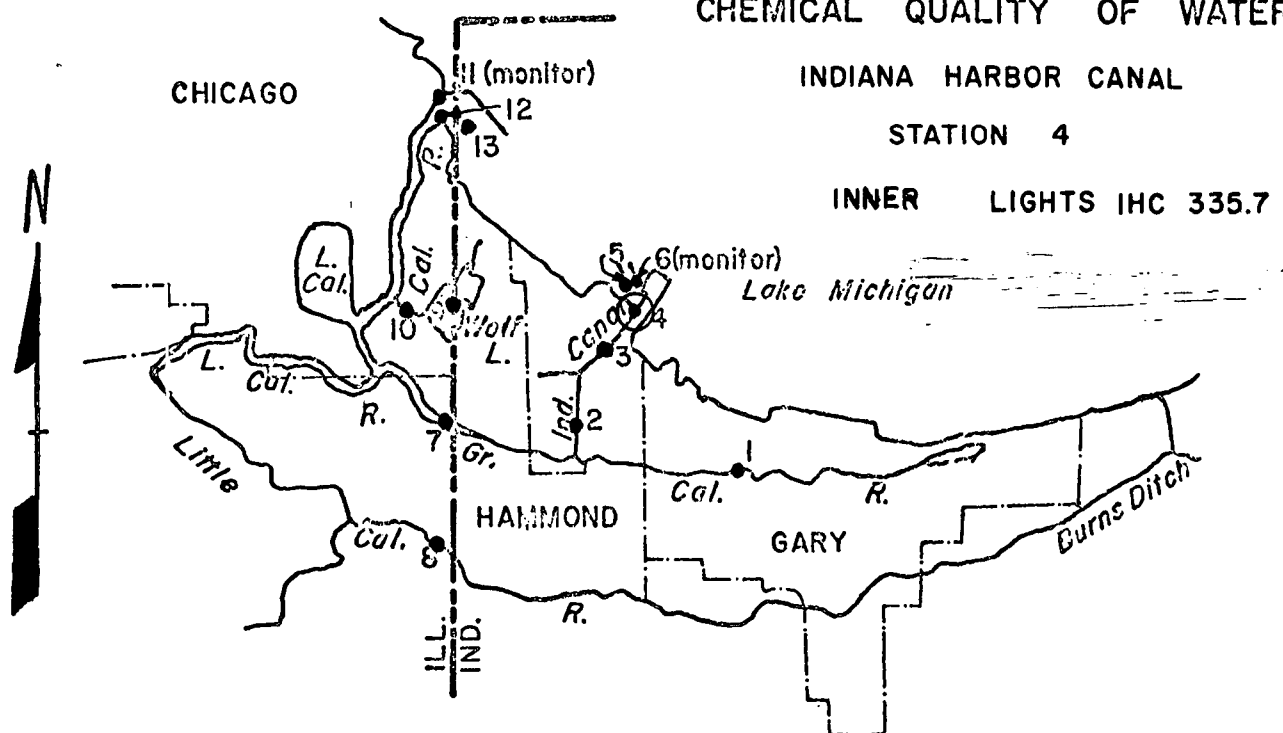 CHEMICAL QUALITY OF WATER
INDIANA HARBOR CANAL
STATION 4
INNER LIGHTS IHC 335.7
CHICAGO
N
11 (monitor)
12
13
R.
Cal.
L.
Cal.
10
Wolf
L.
5
6(monitor)
Lake Michigan
4
Canal
3
Ind.
2
L.
Cal.
R.
7
Gr.
1
Cal.
R.
Little
Cal.
8
HAMMOND
GARY
Burns Ditch
R.
ILL.
IND.